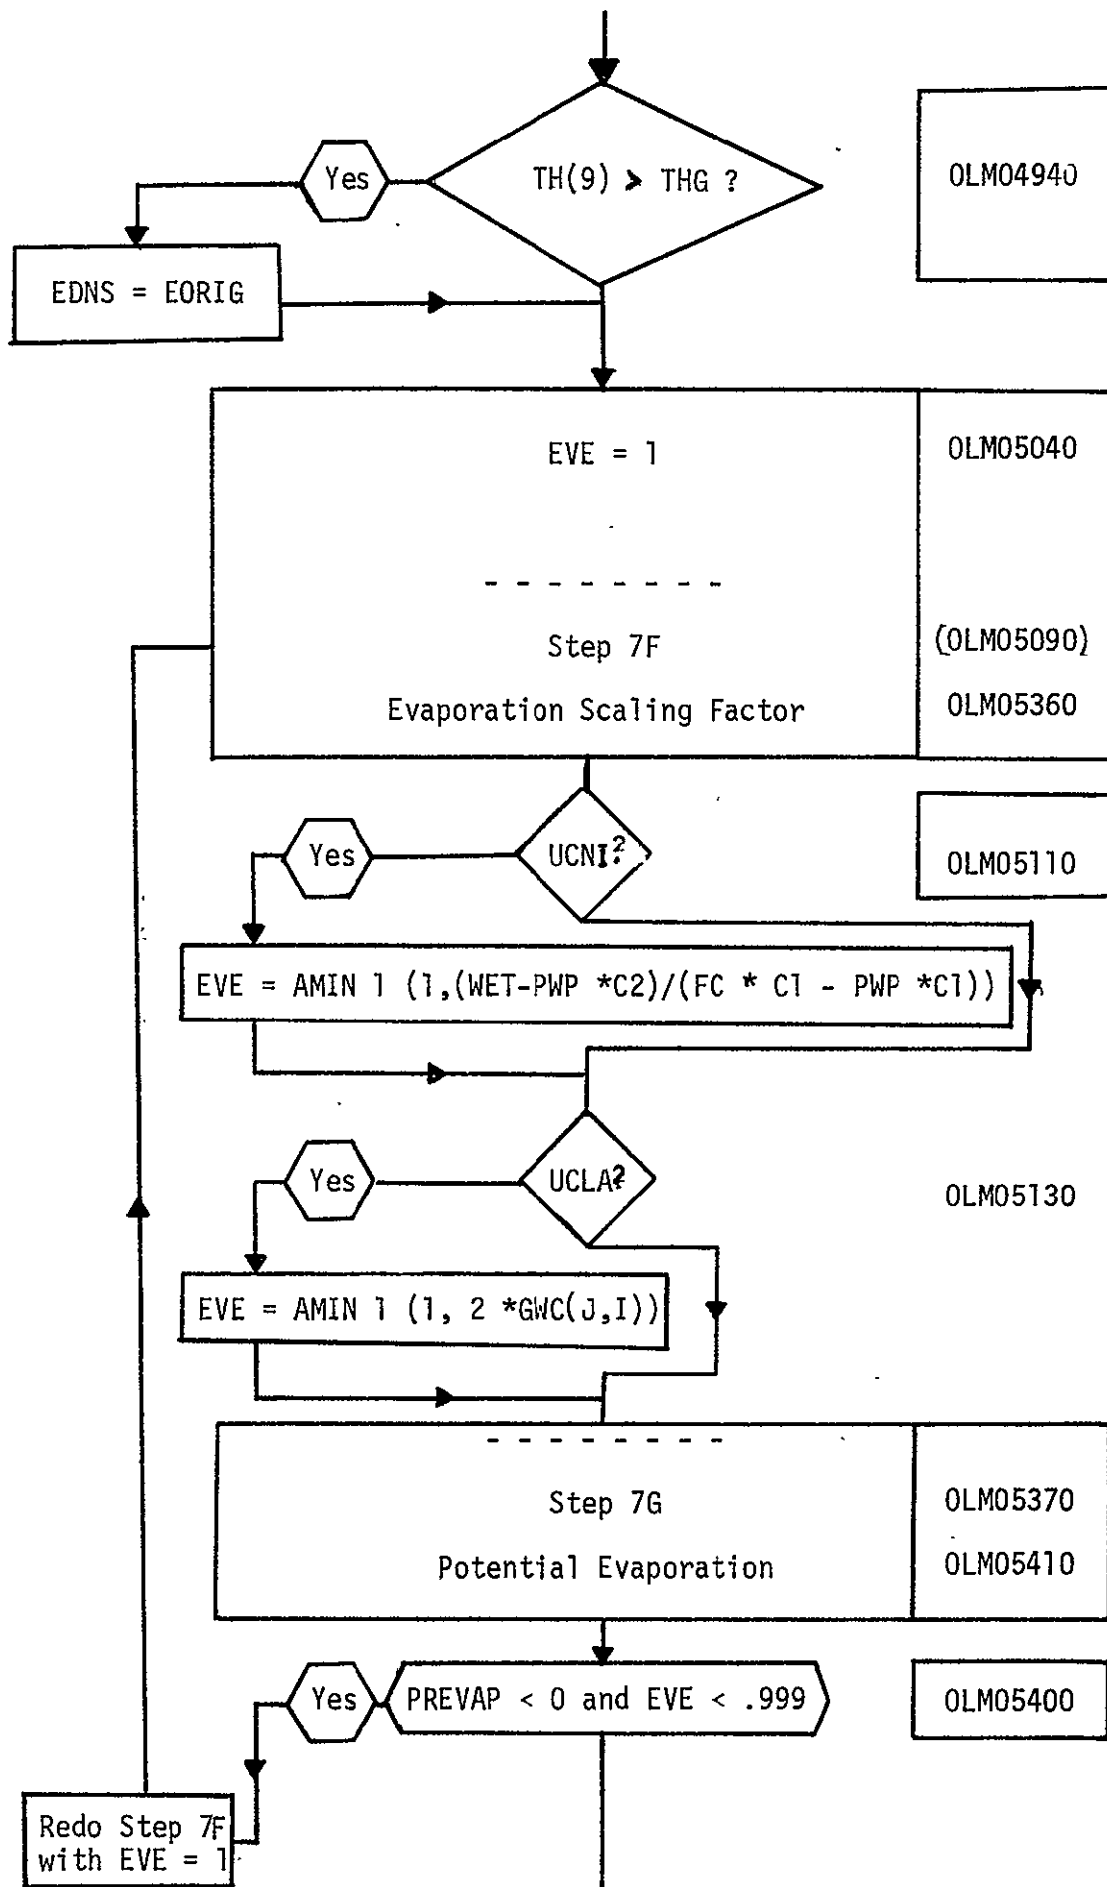 TH(9) > THG ?
OLM04940
Yes
EDNS = EORIG
EVE = 1
OLM05040
- - - - - - - -
Step 7F
(OLM05090)
Evaporation Scaling Factor
OLM05360
Yes
UCNI?
OLM05110
EVE = AMIN 1 (1,(WET-PWP *C2)/(FC * C1 - PWP *C1))
Yes
UCLA?
OLM05130
EVE = AMIN 1 (1, 2 *GWC(J,I))
- - - - - - - -
Step 7G
OLM05370
Potential Evaporation
OLM05410
Yes
PREVAP < 0 and EVE < .999
OLM05400
Redo Step 7F
with EVE = 1